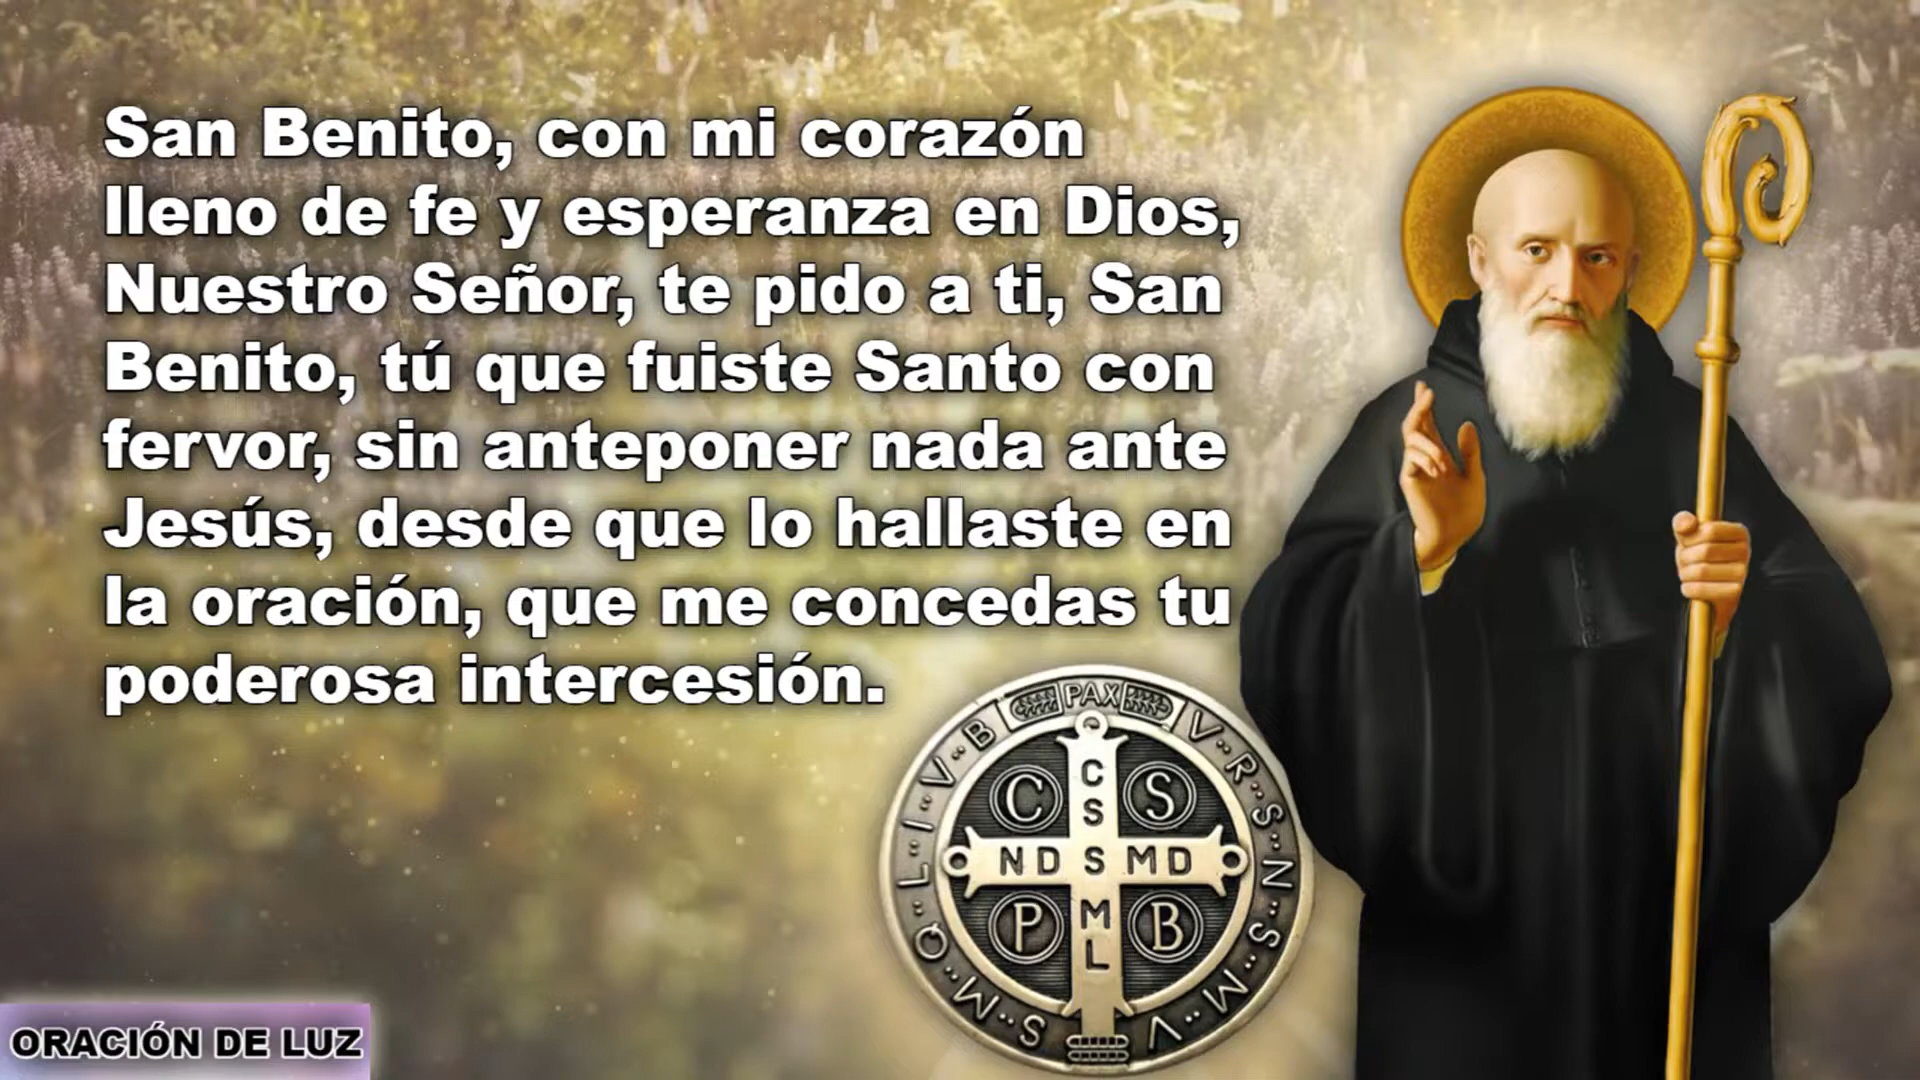 San Benito, con mi corazón
lleno de fe y esperanza en Dios,
Nuestro Señor, te pido a ti, San
Benito, tú que fuiste Santo con
fervor, sin anteponer nada ante
Jesús, desde que lo hallaste en
la oración, que me concedas tu
poderosa intercesión.
PAX
V·R·S·N·S·M·V
S·M·Q·L·I·V·B
C S
C
S
N D S M D
M
L
P B
ORACIÓN DE LUZ